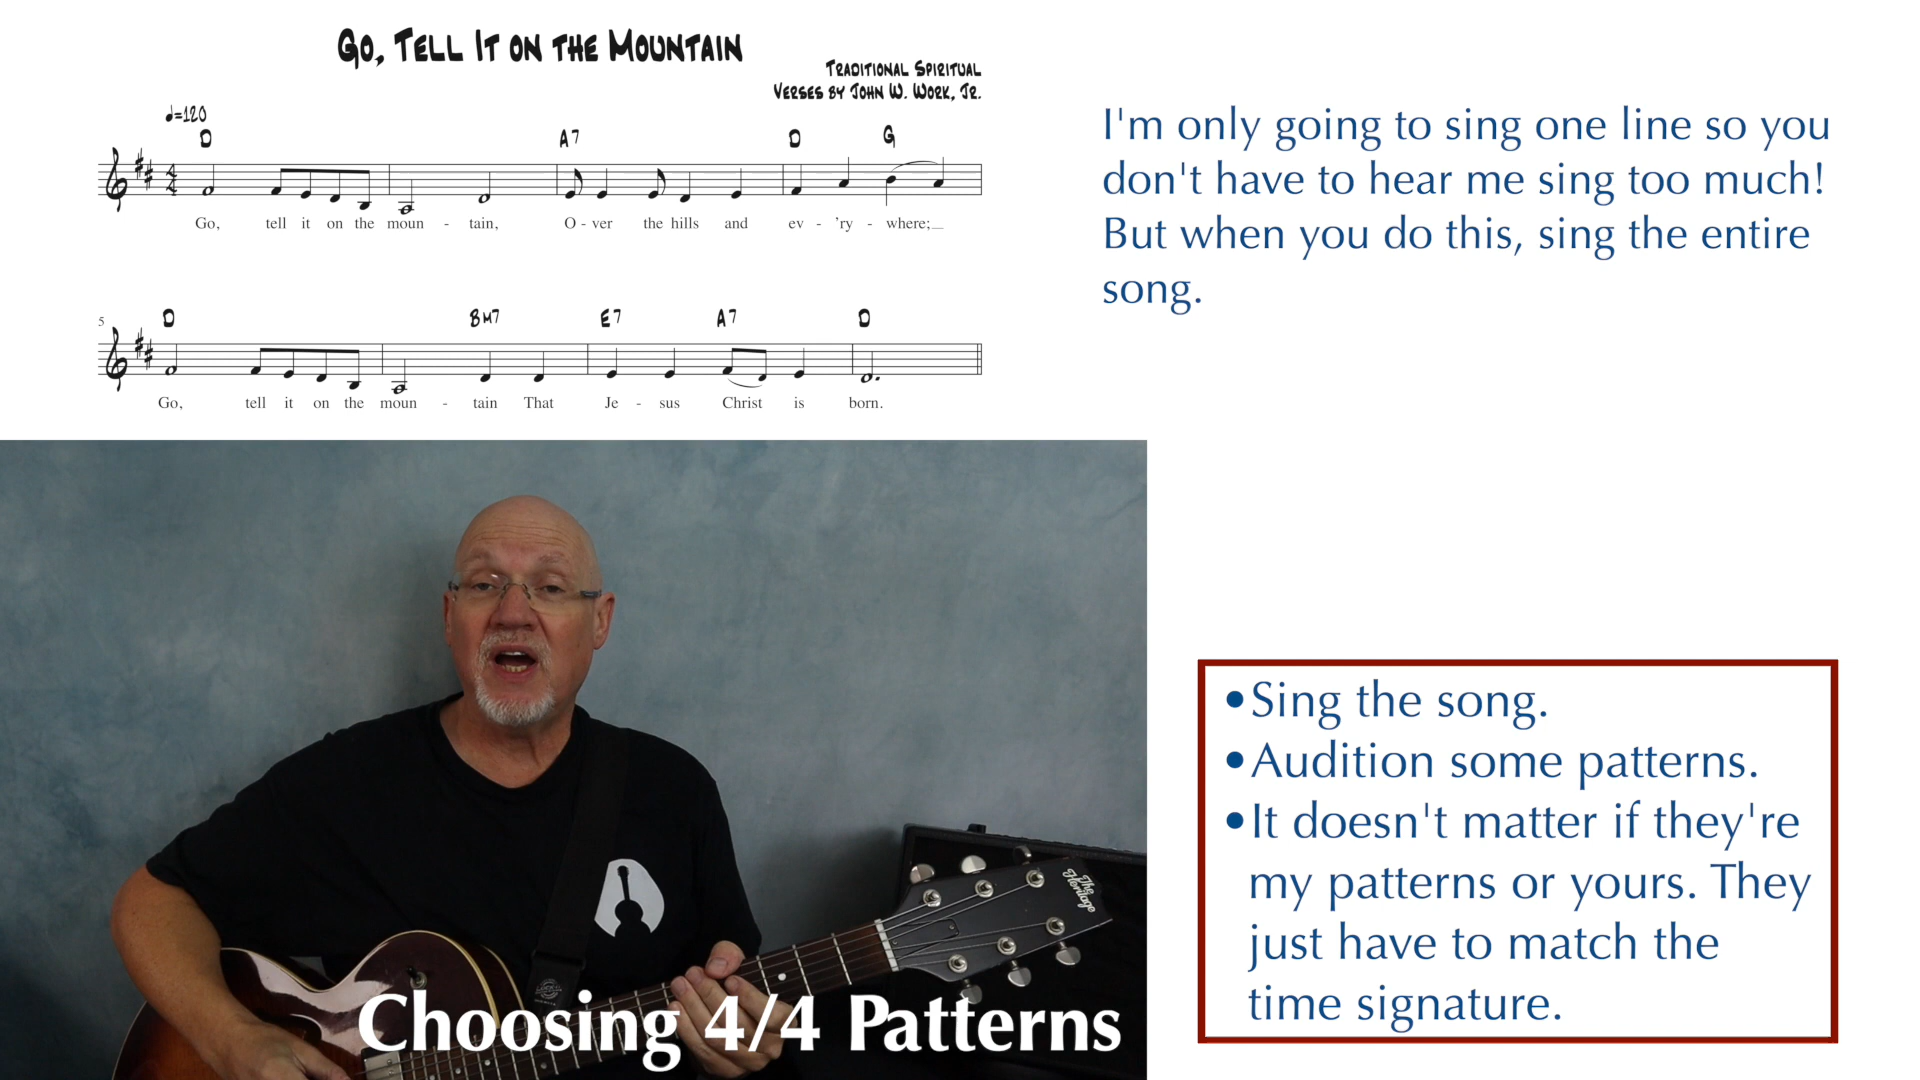 Go, Tell It on the Mountain
Traditional Spiritual
Verses by John W. Work, Jr.
♩=120
D A7 D G
4
4
Go, tell it on the moun - tain, O - ver the hills and ev - 'ry - where;
5
D Bm7 E7 A7 D
Go, tell it on the moun - tain That Je - sus Christ is born.
I'm only going to sing one line so you
don't have to hear me sing too much!
But when you do this, sing the entire
song.
The
Heritage
Choosing 4/4 Patterns
•Sing the song.
•Audition some patterns.
•It doesn't matter if they're
my patterns or yours. They
just have to match the
time signature.